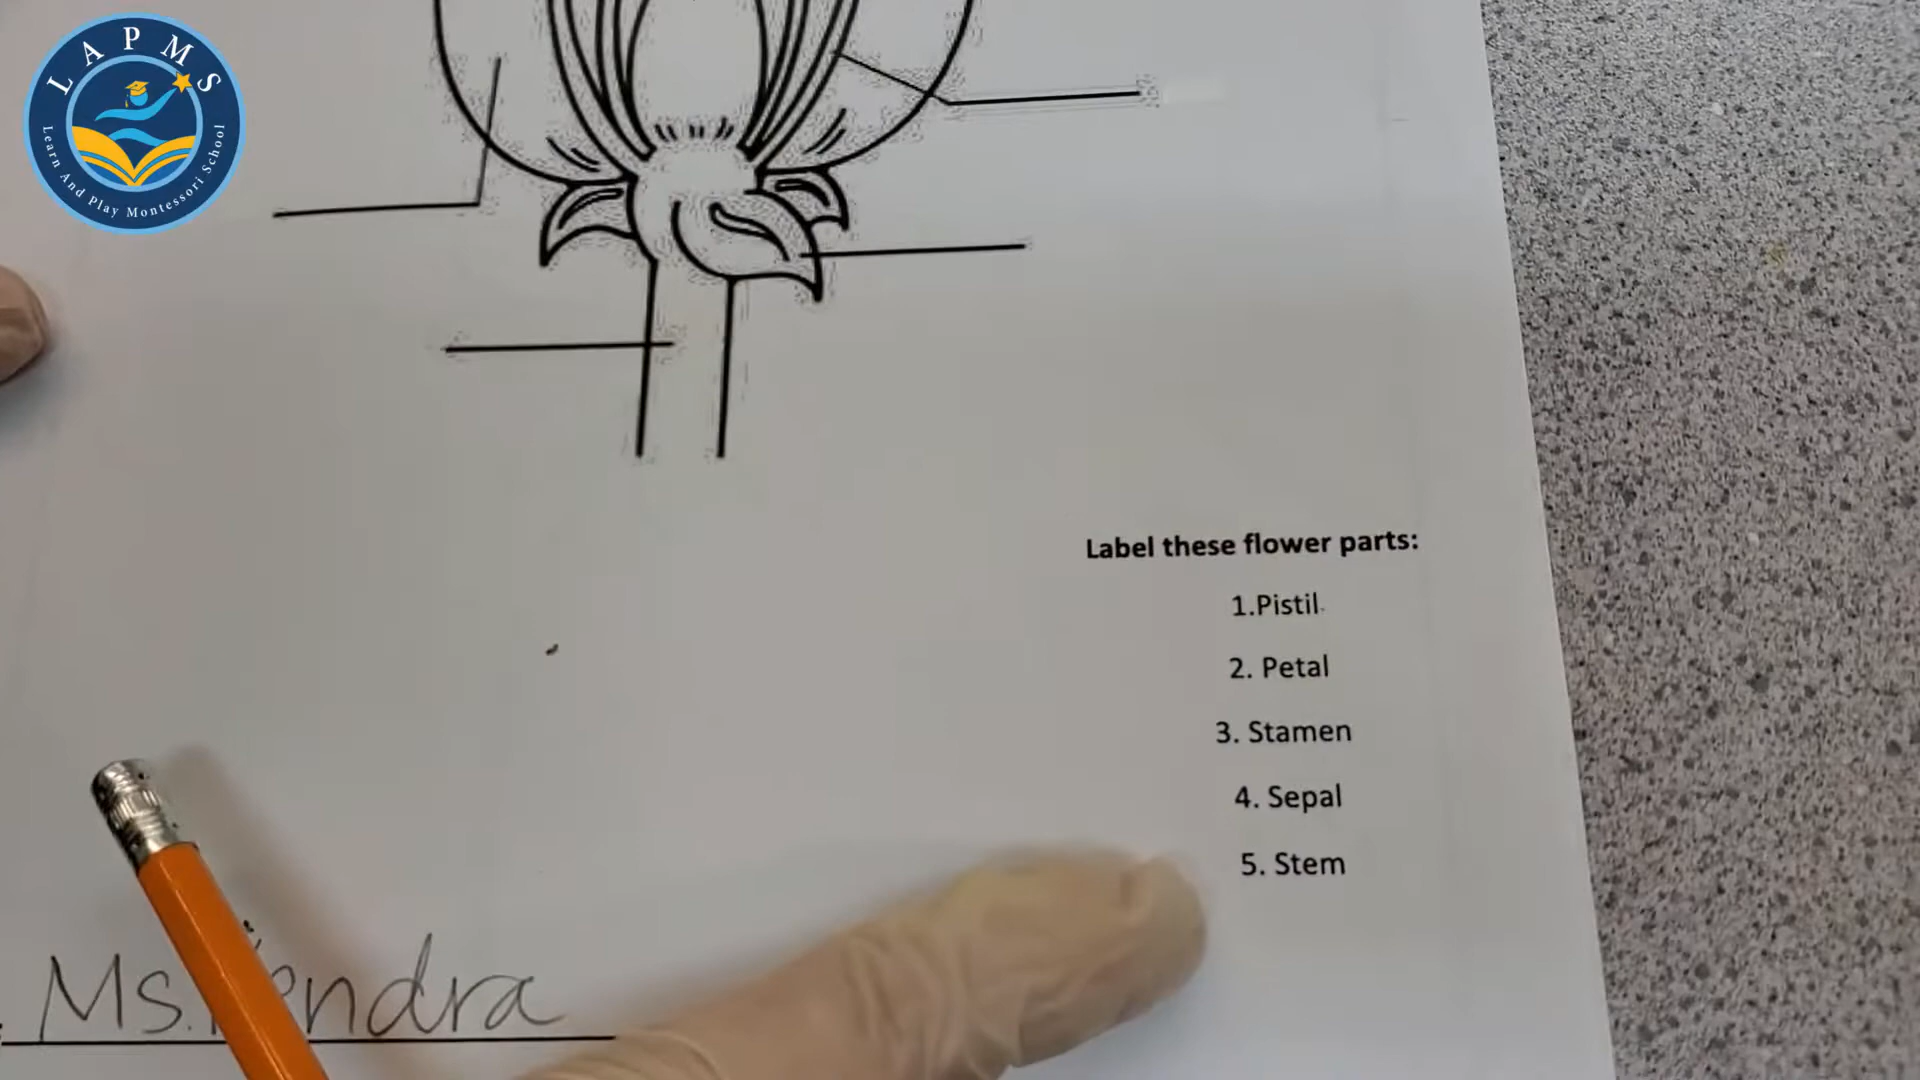 LAPMS
Learn And Play Montessori School
Label these flower parts:
1.Pistil
2. Petal
3. Stamen
4. Sepal
5. Stem
Ms.